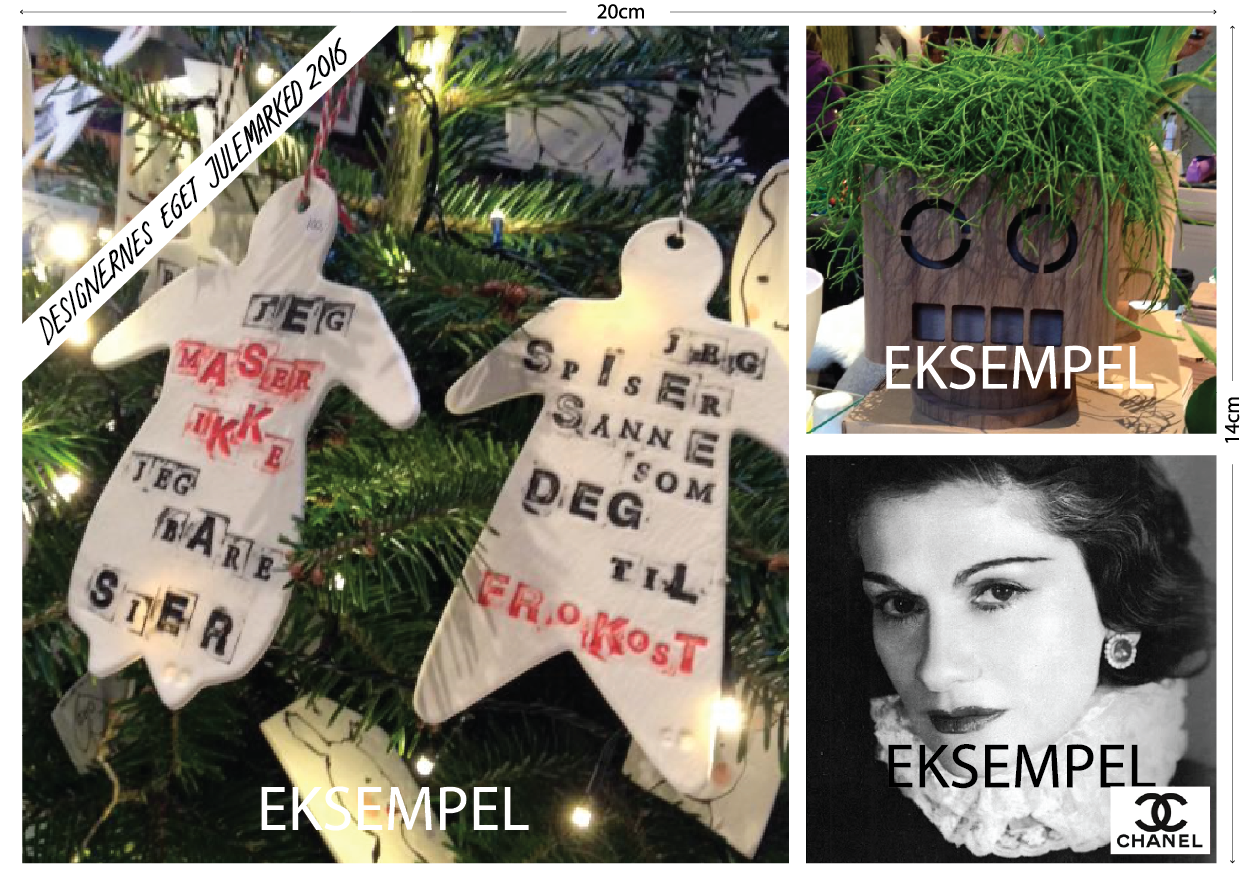 20cm
DESIGNERNES EGET JULEMARKED 2016
JEG
MASER
IKKE
JEG
BARE
SIER
JEG
SPISER
SÄNNE
SOM
DEG
TIL
FROKOST
EKSEMPEL
EKSEMPEL
14cm
EKSEMPEL
CHANEL